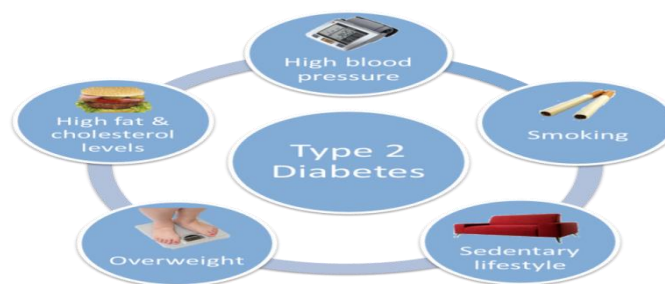 High blood
pressure
Smoking
Sedentary
lifestyle
Overweight
High fat &
cholesterol
levels
Type 2
Diabetes